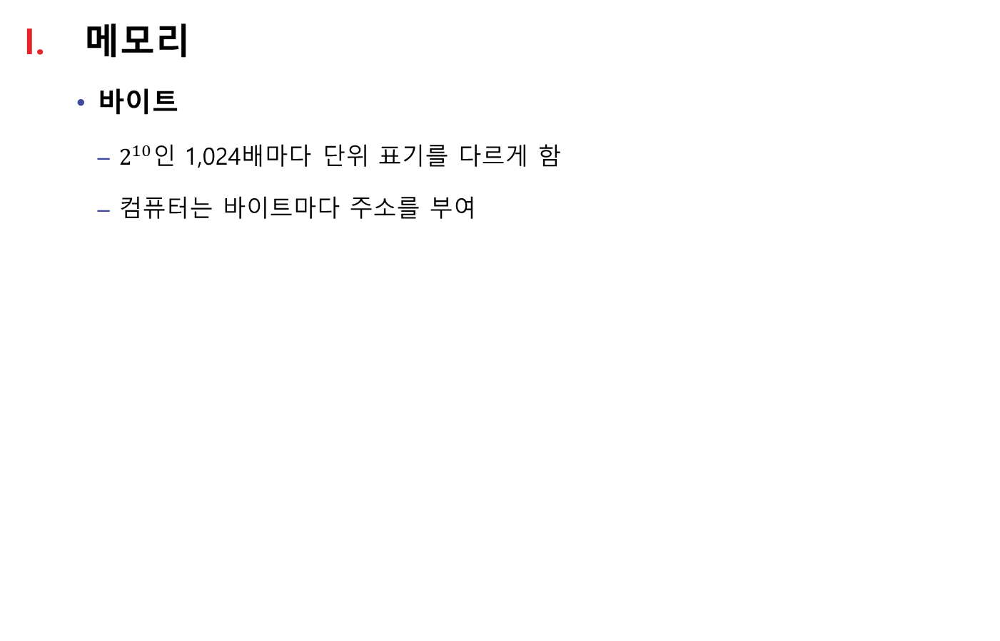 I. 메모리
• 바이트
– 2¹⁰인 1,024배마다 단위 표기를 다르게 함
– 컴퓨터는 바이트마다 주소를 부여